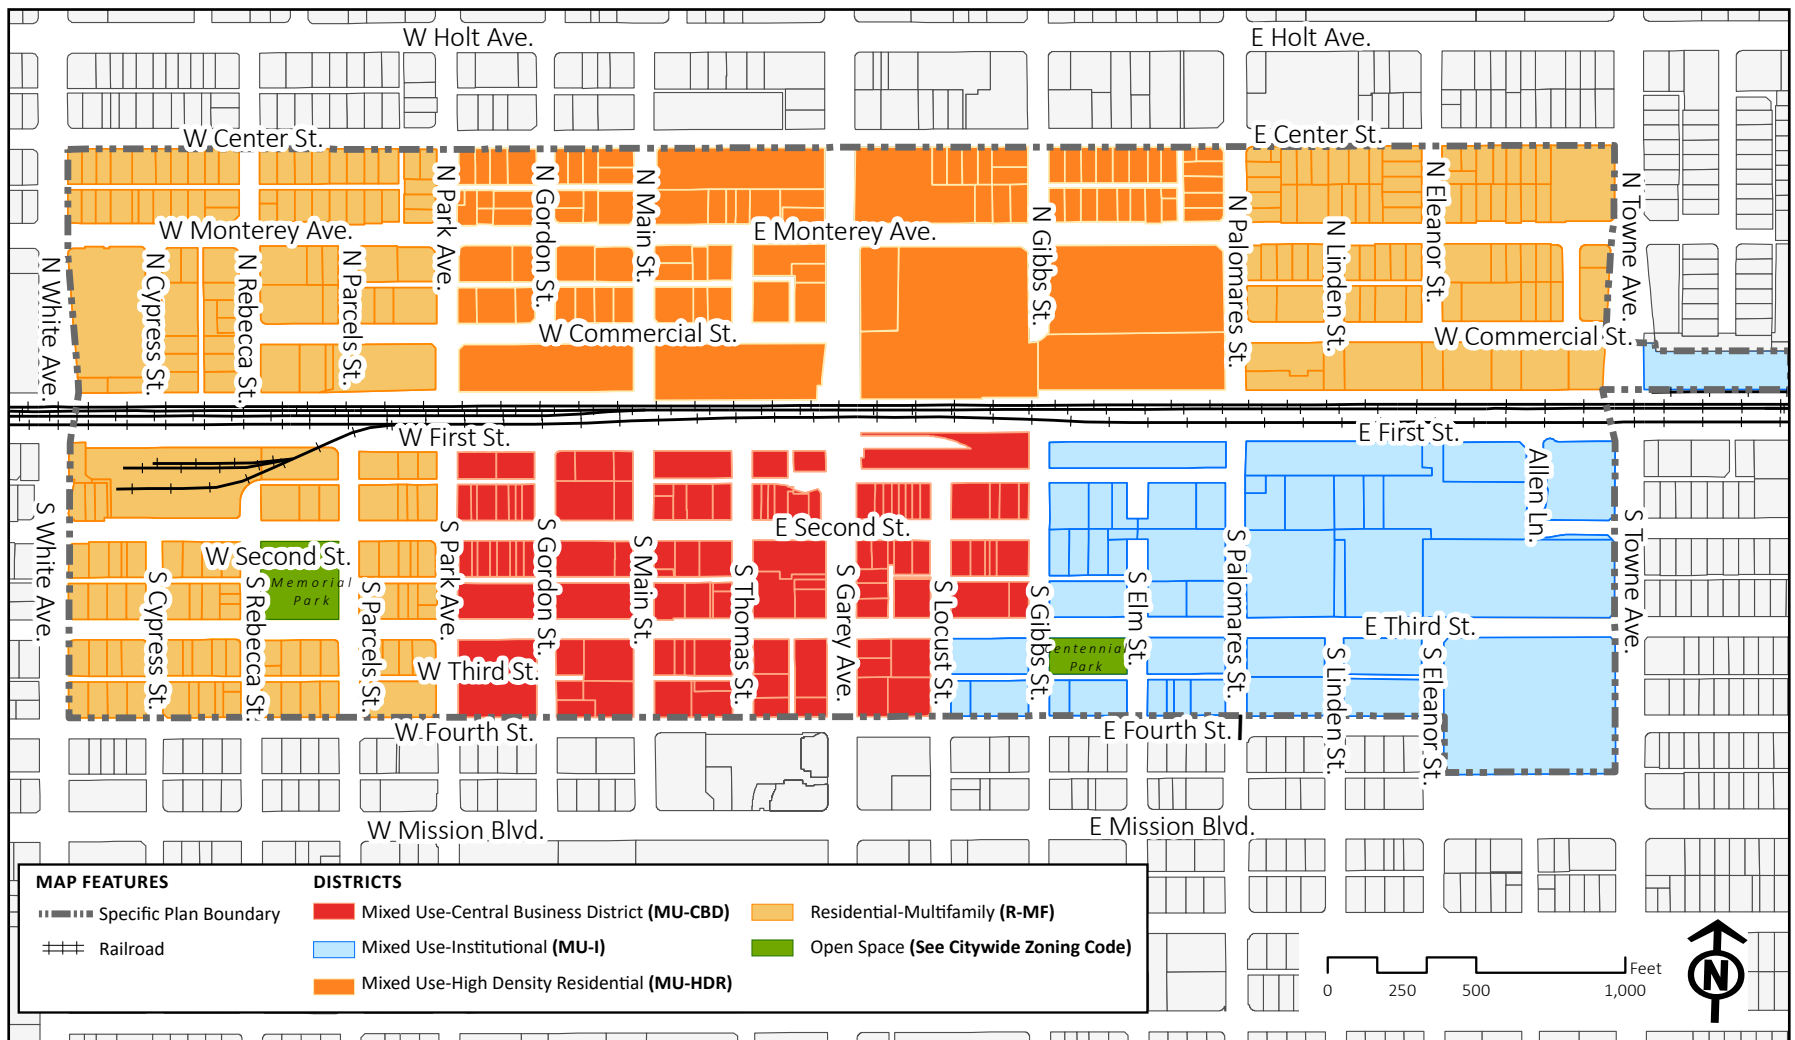 W Holt Ave.
E Holt Ave.
W Center St.
E Center St.
N Park Ave.
N Gordon St.
N Main St.
N Gibbs St.
N Palomares St.
N Linden St.
N Eleanor St.
N Towne Ave.
W Monterey Ave.
E Monterey Ave.
N White Ave.
N Cypress St.
N Rebecca St.
N Parcels St.
W Commercial St.
W Commercial St.
W First St.
E First St.
Allen Ln.
S White Ave.
W Second St.
E Second St.
S Park Ave.
S Gordon St.
S Main St.
S Thomas St.
S Garey Ave.
S Locust St.
S Gibbs St.
S Elm St.
S Palomares St.
S Towne Ave.
Memorial
Park
S Cypress St.
S Rebecca St.
S Parcels St.
W Third St.
E Third St.
Centennial
Park
S Linden St.
S Eleanor St.
W Fourth St.
E Fourth St.
W Mission Blvd.
E Mission Blvd.
MAP FEATURES
Specific Plan Boundary
Railroad
DISTRICTS
Mixed Use-Central Business District (MU-CBD)
Mixed Use-Institutional (MU-I)
Mixed Use-High Density Residential (MU-HDR)
Residential-Multifamily (R-MF)
Open Space (See Citywide Zoning Code)
Feet
0 250 500 1,000
N